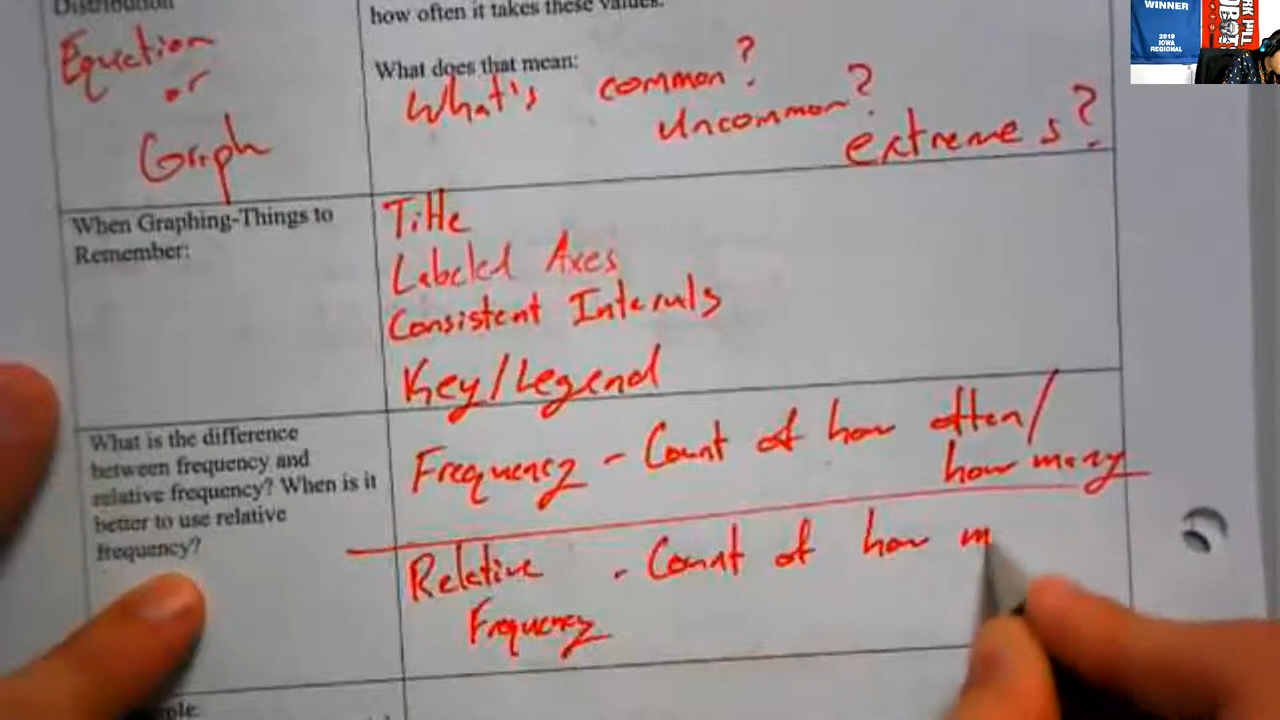 Distribution
how often it takes these values.
Equation
or
Graph
What does that mean:
What's common?
uncommon?
extremes?
When Graphing-Things to
Remember:
Title
Labeled Axes
Consistent Intervals
Key/Legend
What is the difference
between frequency and
relative frequency? When is it
better to use relative
frequency?
Frequency - Count of how often/
how many
Relative - Count of how m
Frequency
WINNER
2019
IOWA
REGIONAL